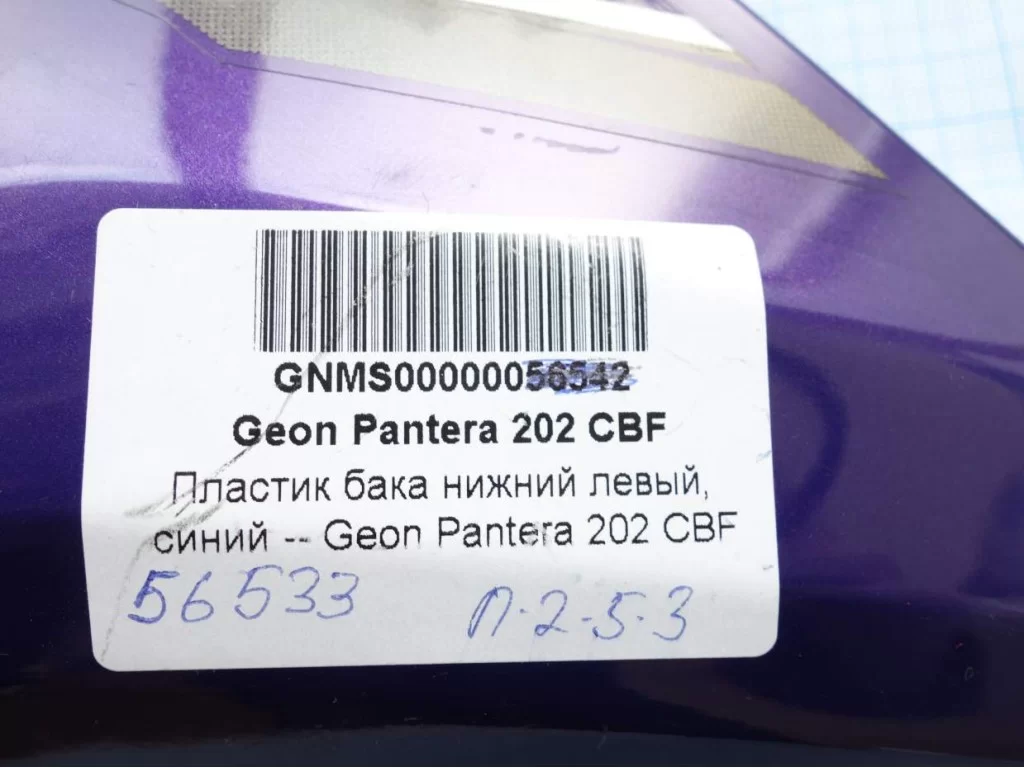 GNMS00000056542
Geon Pantera 202 CBF
Пластик бака нижний левый,
синий -- Geon Pantera 202 CBF
56533 П-2-5-3